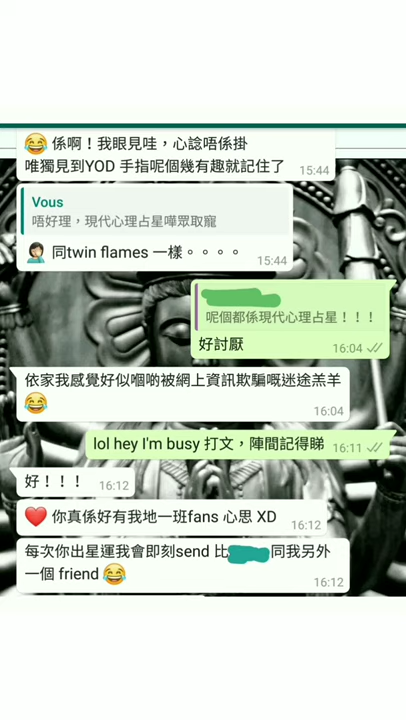 😂 係啊！我眼見哇，心諗唔係掛
唯獨見到YOD 手指呢個幾有趣就記住了
15:44
Vous
唔好理，現代心理占星嘩眾取寵
🤦🏻‍♀️ 同twin flames 一樣。。。。
15:44
呢個都係現代心理占星！！！
好討厭
16:04
依家我感覺好似嗰啲被網上資訊欺騙嘅迷途羔羊
😂
16:04
lol hey I'm busy 打文，陣間記得睇
16:11
好！！！
16:12
❤️ 你真係好有我地一班fans 心思 XD
16:12
每次你出星運我會即刻send 比
同我另外
一個 friend 😂
16:12